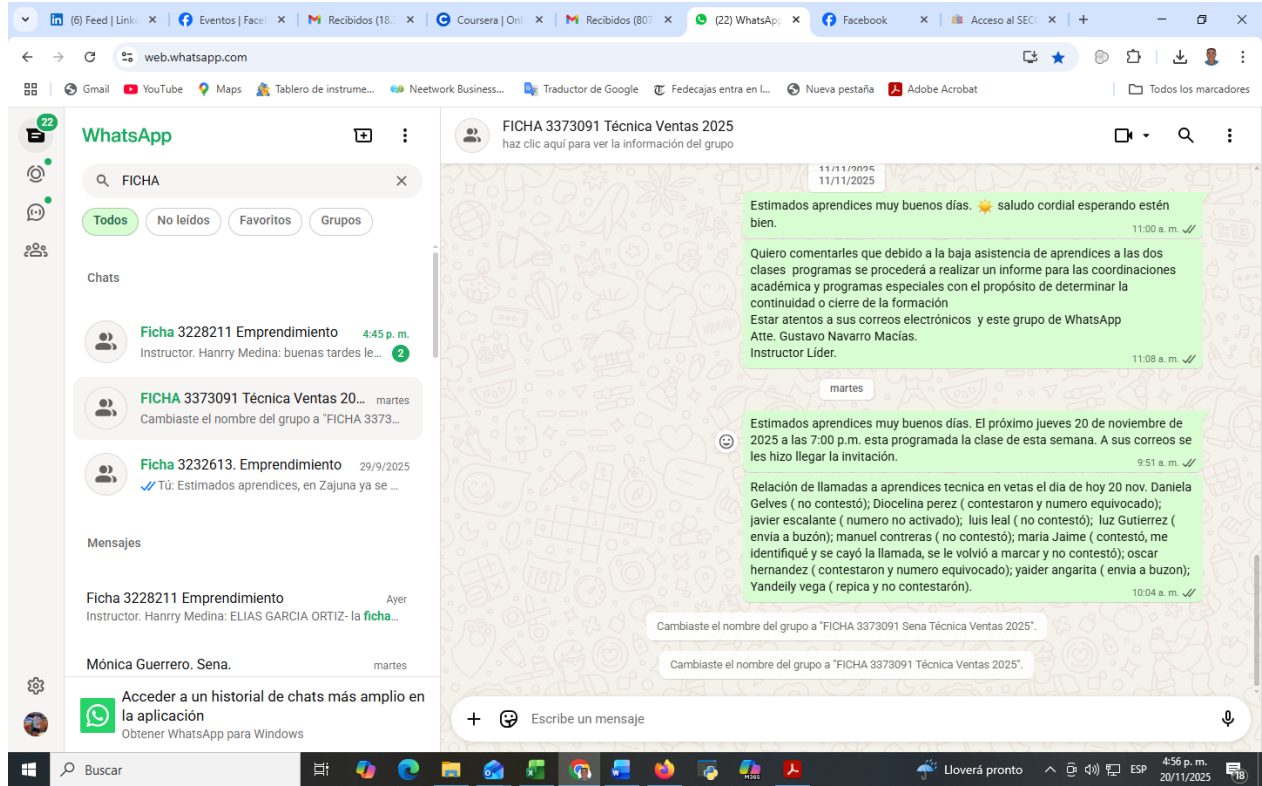 (6) Feed | Linke
Eventos | Facel
Recibidos (18.
Coursera | Onl
Recibidos (807
(22) WhatsApp
Facebook
Acceso al SECO
web.whatsapp.com
Gmail
YouTube
Maps
Tablero de instrume...
Neetwork Business...
Traductor de Google
Fedecajas entra en l...
Nueva pestaña
Adobe Acrobat
Todos los marcadores
22
WhatsApp
FICHA
Todos
No leídos
Favoritos
Grupos
Chats
Ficha 3228211 Emprendimiento 4:45 p. m.
Instructor. Hanrry Medina: buenas tardes le... 2
FICHA 3373091 Técnica Ventas 20... martes
Cambiaste el nombre del grupo a "FICHA 3373...
Ficha 3232613. Emprendimiento 29/9/2025
Tú: Estimados aprendices, en Zajuna ya se ...
Mensajes
Ficha 3228211 Emprendimiento Ayer
Instructor. Hanrry Medina: ELIAS GARCIA ORTIZ- la ficha...
Mónica Guerrero. Sena. martes
Acceder a un historial de chats más amplio en
la aplicación
Obtener WhatsApp para Windows
FICHA 3373091 Técnica Ventas 2025
haz clic aquí para ver la información del grupo
11/11/2025
11/11/2025
Estimados aprendices muy buenos días. ☀️ saludo cordial esperando estén
bien.
11:00 a. m.
Quiero comentarles que debido a la baja asistencia de aprendices a las dos
clases programas se procederá a realizar un informe para las coordinaciones
académica y programas especiales con el propósito de determinar la
continuidad o cierre de la formación
Estar atentos a sus correos electrónicos y este grupo de WhatsApp
Atte. Gustavo Navarro Macías.
Instructor Líder.
11:08 a. m.
martes
Estimados aprendices muy buenos días. El próximo jueves 20 de noviembre de
2025 a las 7:00 p.m. esta programada la clase de esta semana. A sus correos se
les hizo llegar la invitación.
9:51 a. m.
Relación de llamadas a aprendices tecnica en vetas el dia de hoy 20 nov. Daniela
Gelves ( no contestó); Diocelina perez ( contestaron y numero equivocado);
javier escalante ( numero no activado); luis leal ( no contestó); luz Gutierrez (
envia a buzón); manuel contreras ( no contestó); maria Jaime ( contestó, me
identifiqué y se cayó la llamada, se le volvió a marcar y no contestó); oscar
hernandez ( contestaron y numero equivocado); yaider angarita ( envia a buzon);
Yandeily vega ( repica y no contestarón).
10:04 a. m.
Cambiaste el nombre del grupo a "FICHA 3373091 Sena Técnica Ventas 2025".
Cambiaste el nombre del grupo a "FICHA 3373091 Técnica Ventas 2025".
Escribe un mensaje
Buscar
M365
Lloverá pronto
ESP
4:56 p. m.
20/11/2025
18